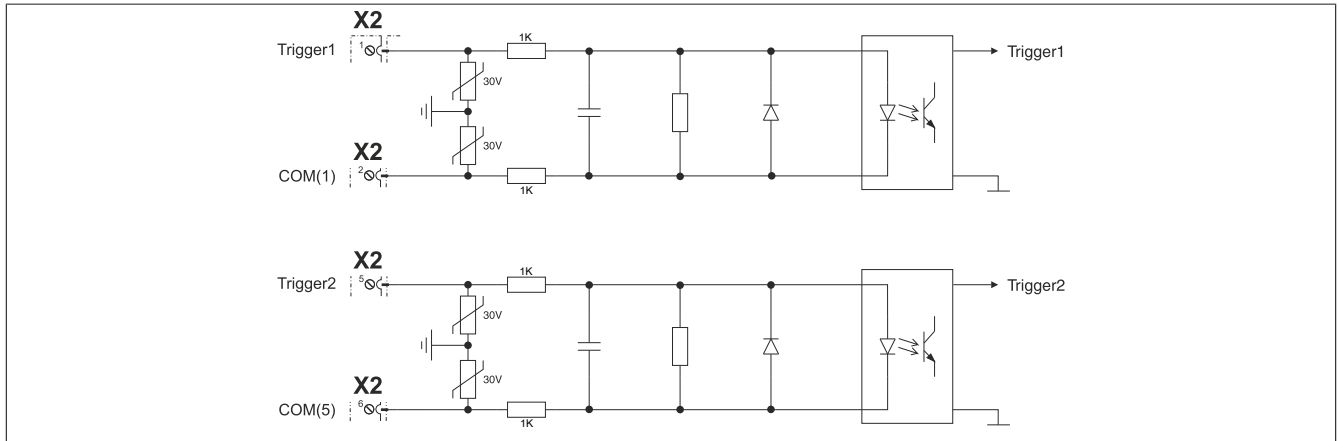 X2
Trigger1
1
1K
Trigger1
30V
30V
X2
COM(1)
2
1K
X2
Trigger2
5
1K
Trigger2
30V
30V
X2
COM(5)
6
1K